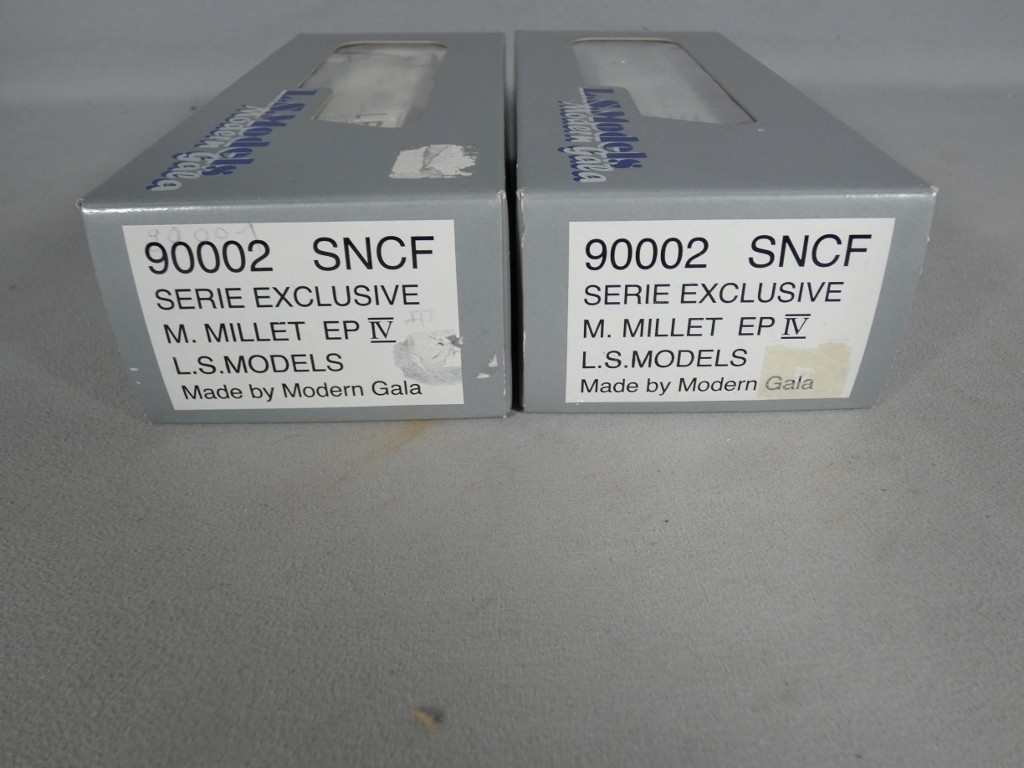 L.S.Models
Modern gala
L.S.Models
Modern gala
90002 SNCF
SERIE EXCLUSIVE
M. MILLET EP IV
L.S.MODELS
Made by Modern Gala
90002 SNCF
SERIE EXCLUSIVE
M. MILLET EP IV
L.S.MODELS
Made by Modern Gala